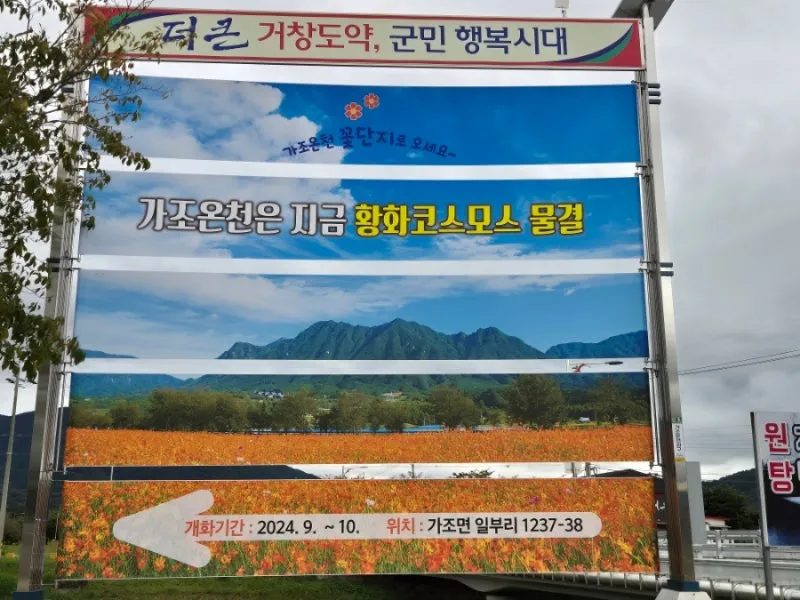 더 큰 거창도약, 군민 행복시대
가조온천 꽃단지로 오세요~
가조온천은 지금 황화코스모스 물결
개화기간 : 2024. 9. ~ 10. 위치 : 가조면 일부리 1237-38
원
탕